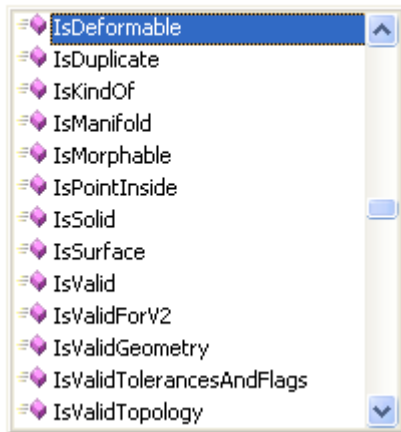 IsDeformable
IsDuplicate
IsKindOf
IsManifold
IsMorphable
IsPointInside
IsSolid
IsSurface
IsValid
IsValidForV2
IsValidGeometry
IsValidTolerancesAndFlags
IsValidTopology